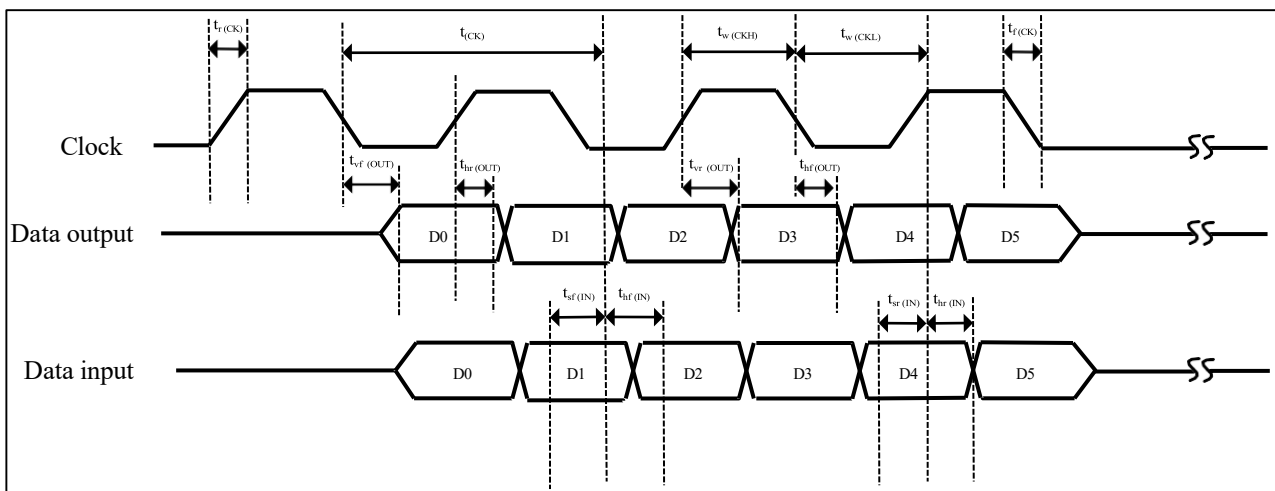 t_r (CK) t_(CK) t_w (CKH) t_w (CKL) t_f (CK)
Clock
t_vf (OUT) t_hr (OUT) t_vr (OUT) t_hf (OUT)
Data output D0 D1 D2 D3 D4 D5
t_sf (IN) t_hf (IN) t_sr (IN) t_hr (IN)
Data input D0 D1 D2 D3 D4 D5